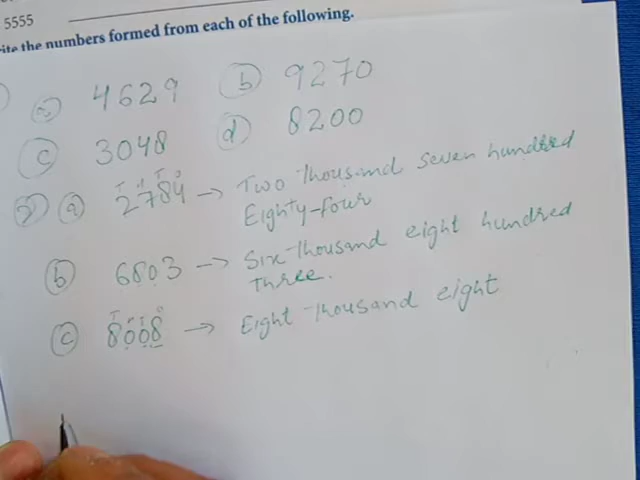 5555
ite the numbers formed from each of the following.
a 4629 b 9270
c 3048 d 8200
T H T O
2) a 2784 → Two Thousand Seven hundred
Eighty-four
b 6803 → Six Thousand eight hundred
Three.
T H T O
c 8008 → Eight Thousand eight